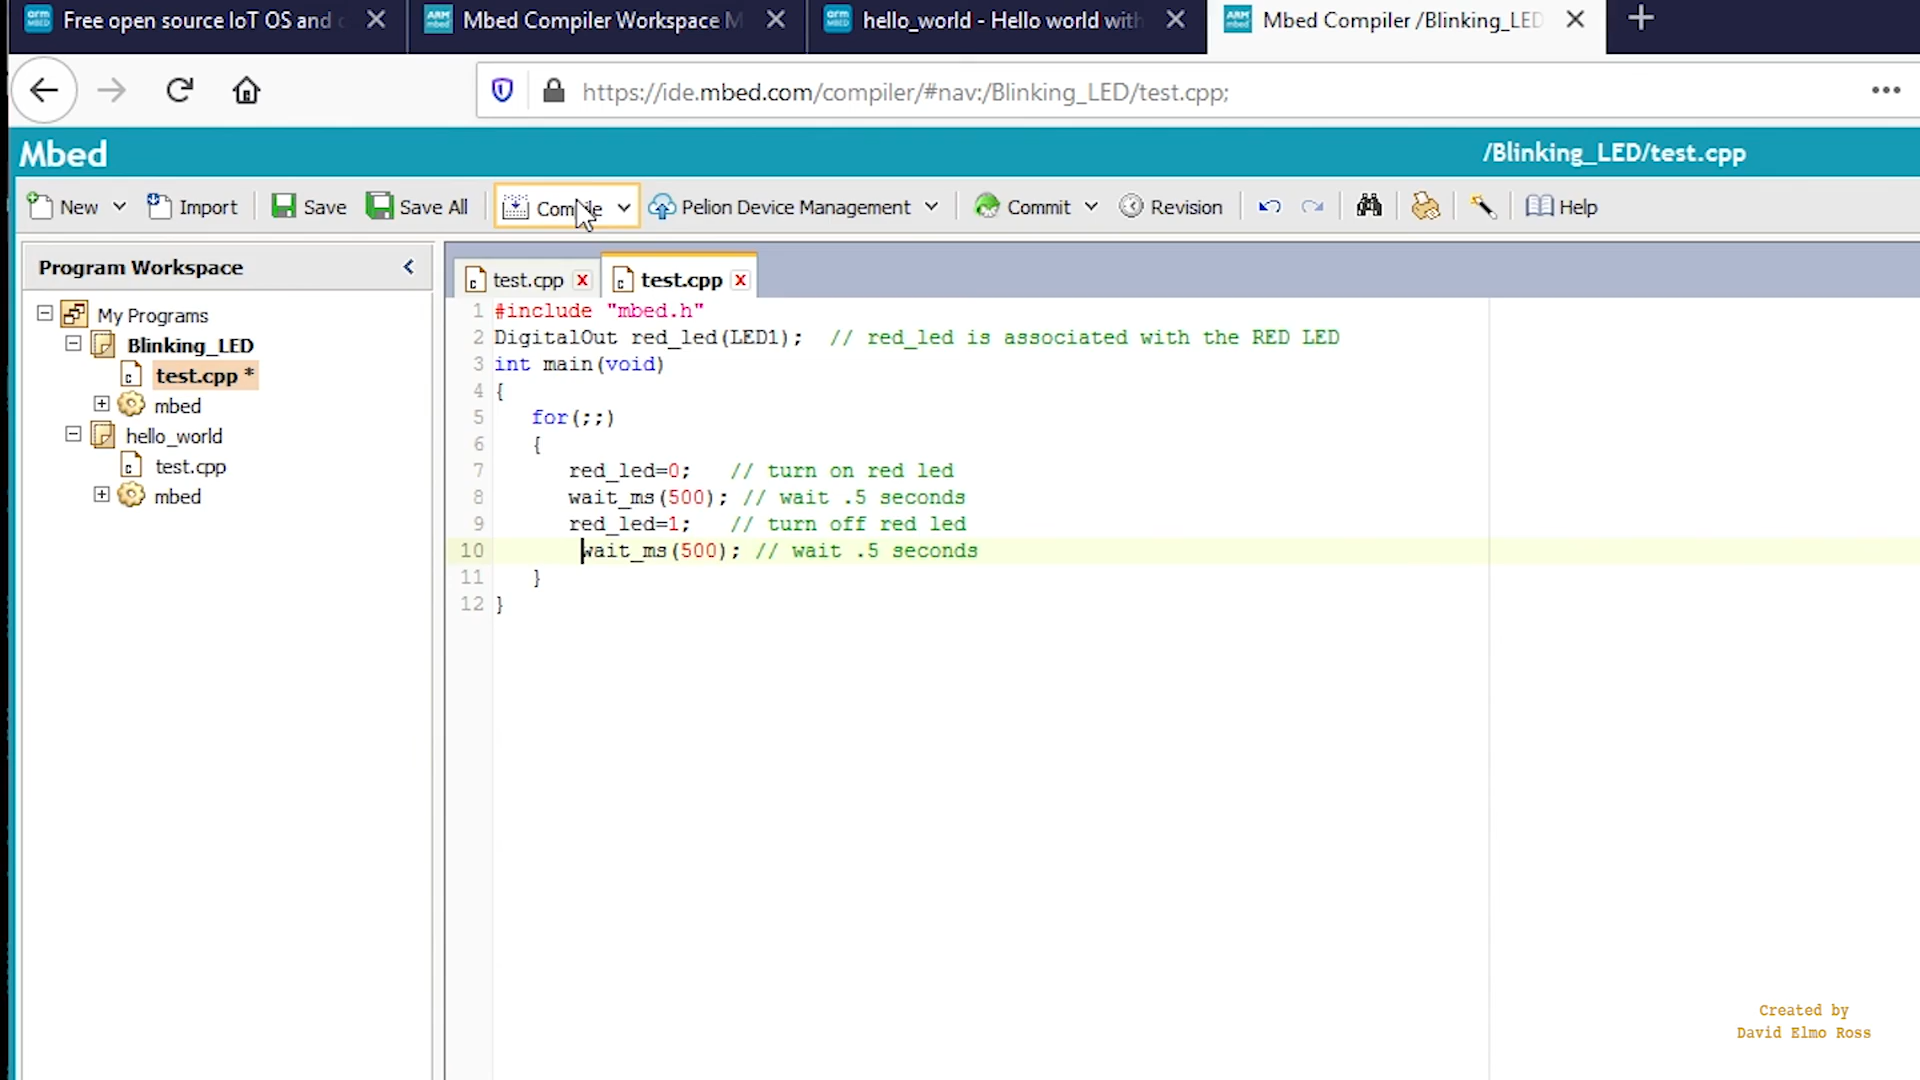 Free open source IoT OS and
Mbed Compiler Workspace M
hello_world - Hello world with
Mbed Compiler /Blinking_LED
https://ide.mbed.com/compiler/#nav:/Blinking_LED/test.cpp;
Mbed
/Blinking_LED/test.cpp
New Import Save Save All Compile Pelion Device Management Commit Revision Help
Program Workspace
My Programs
Blinking_LED
test.cpp *
mbed
hello_world
test.cpp
mbed
test.cpp
test.cpp
1 #include "mbed.h"
2 DigitalOut red_led(LED1); // red_led is associated with the RED LED
3 int main(void)
4 {
5 for(;;)
6 {
7 red_led=0; // turn on red led
8 wait_ms(500); // wait .5 seconds
9 red_led=1; // turn off red led
10 wait_ms(500); // wait .5 seconds
11 }
12 }
Created by
David Elmo Ross